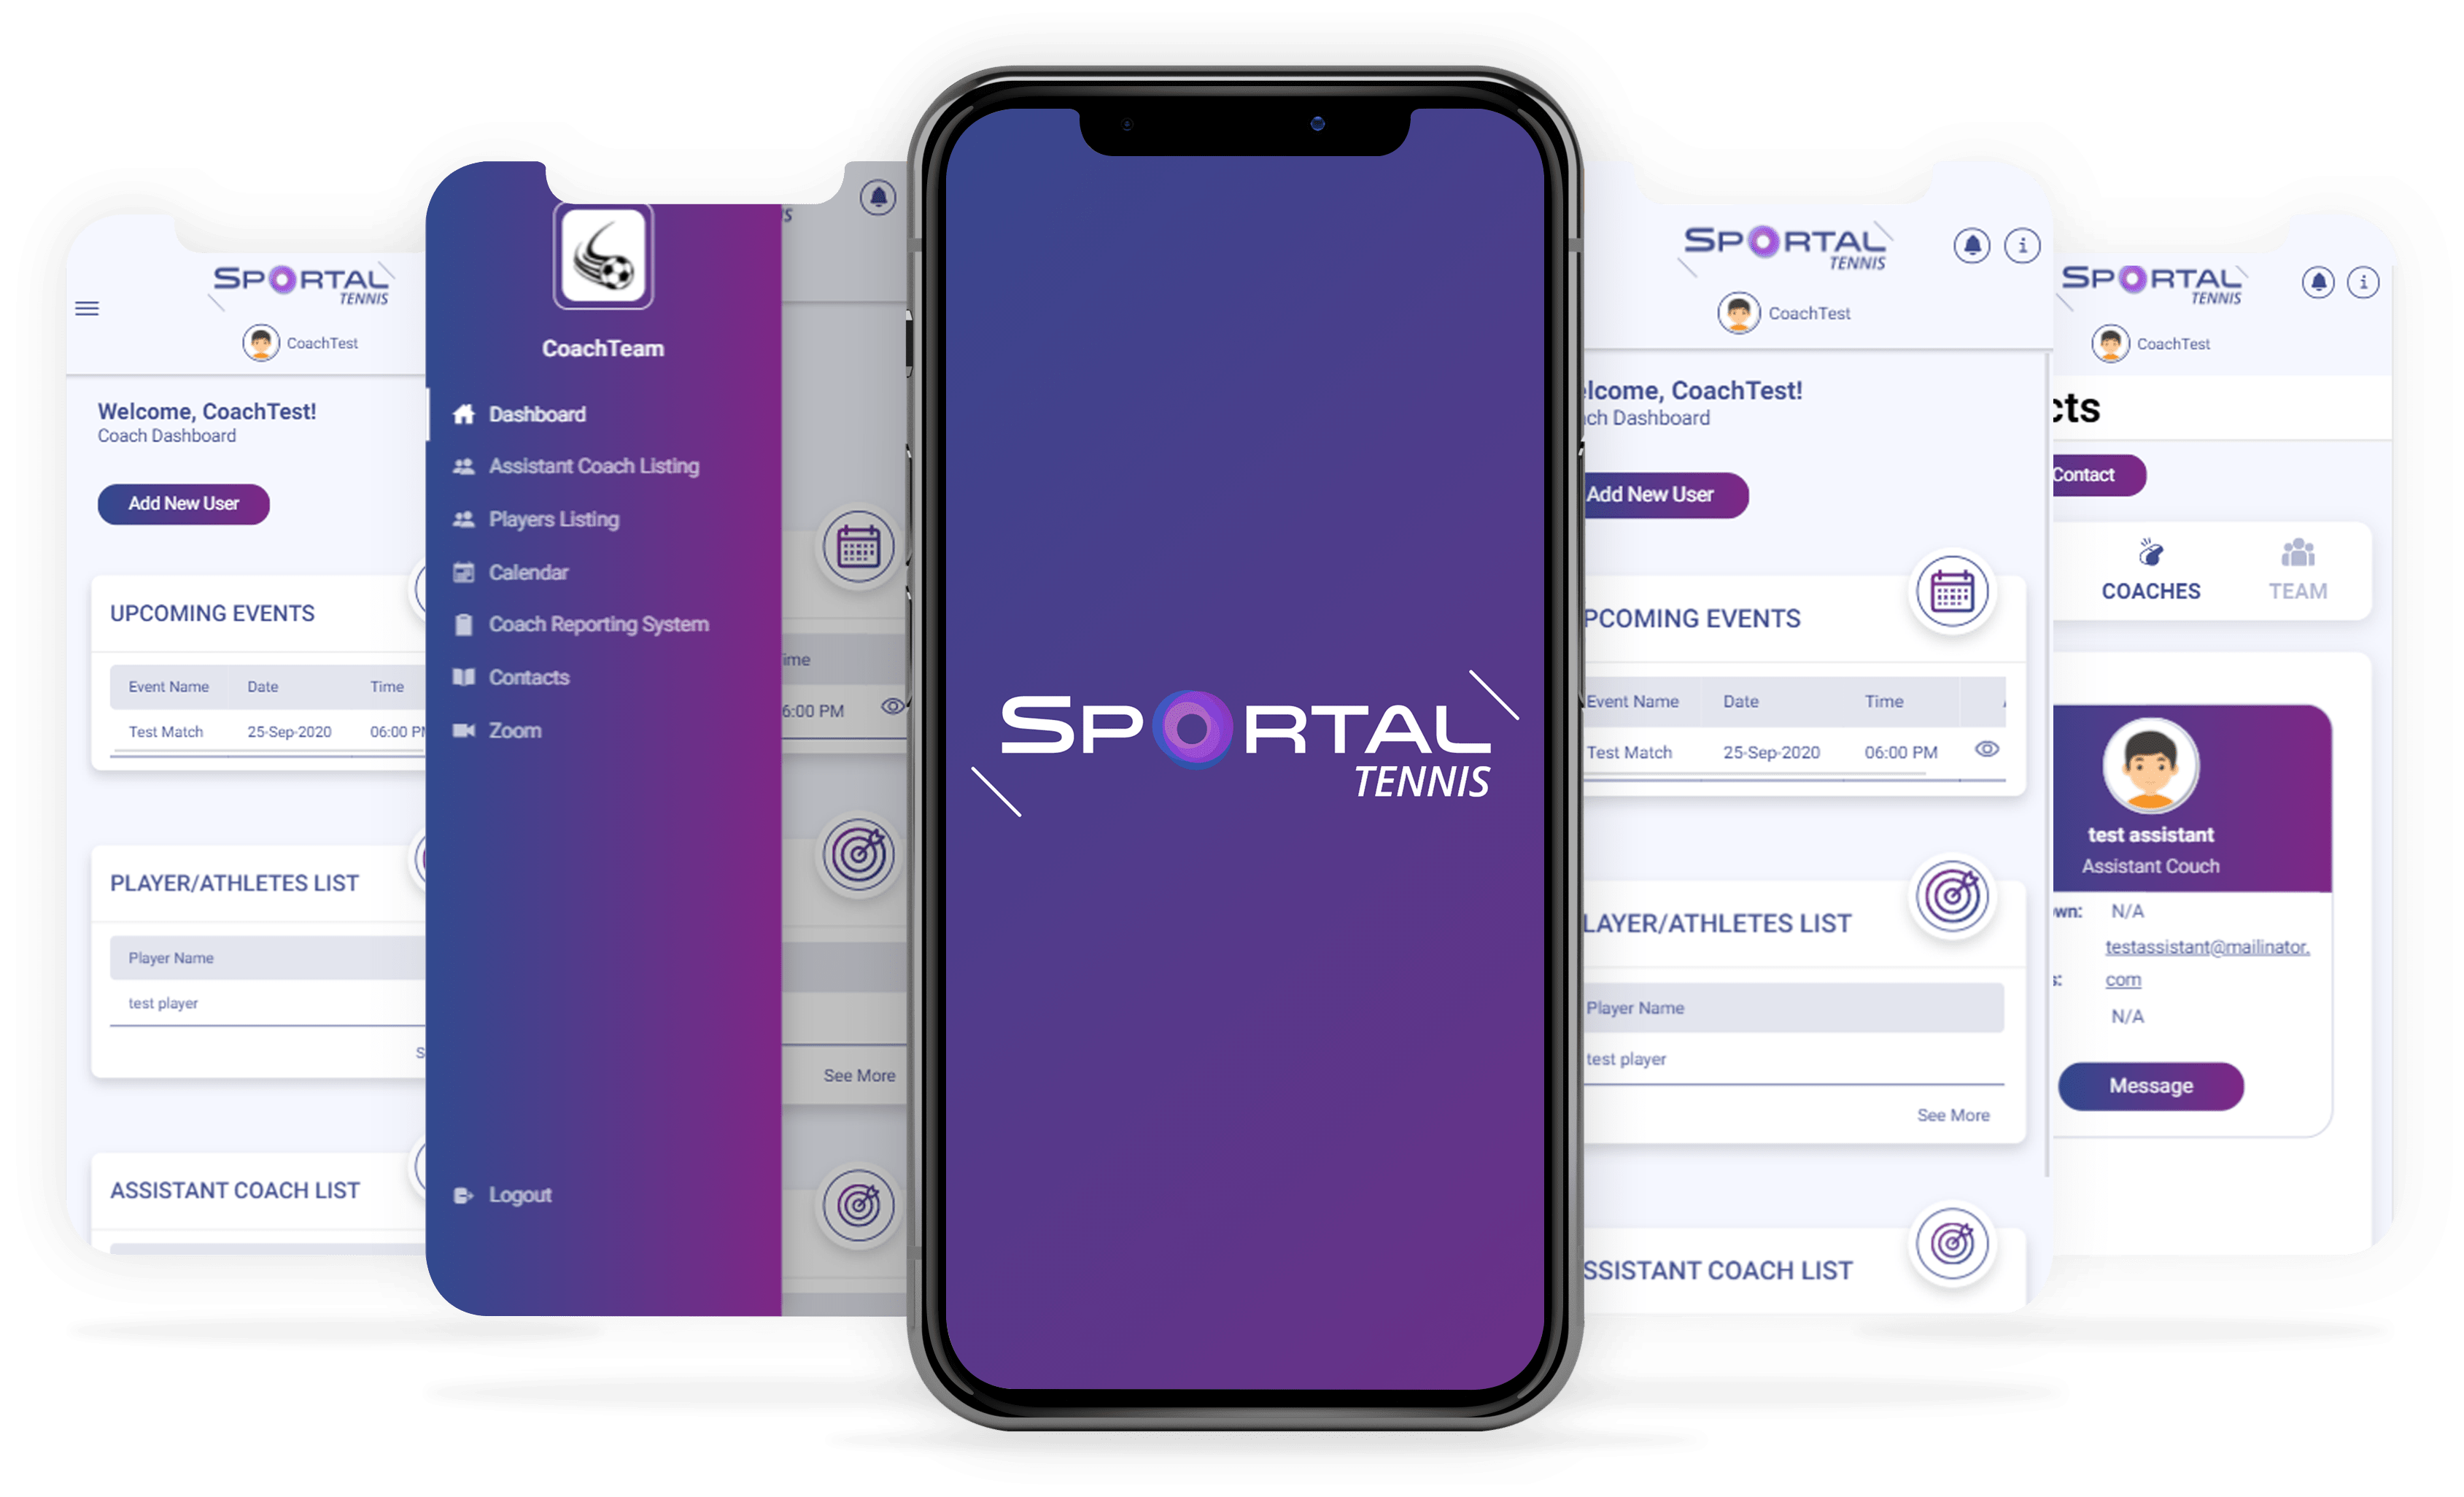 SPORTAL
TENNIS
CoachTest
Welcome, CoachTest!
Coach Dashboard
Add New User
UPCOMING EVENTS
Event Name Date Time
Test Match 25-Sep-2020 06:00 PM
PLAYER/ATHLETES LIST
Player Name
test player
S
ASSISTANT COACH LIST
CoachTeam
Dashboard
Assistant Coach Listing
Players Listing
Calendar
Coach Reporting System
Contacts
Zoom
Logout
S
ime
6:00 PM
See More
SPORTAL
TENNIS
SPORTAL
TENNIS
CoachTest
elcome, CoachTest!
ch Dashboard
Add New User
PCOMING EVENTS
Event Name Date Time
Test Match 25-Sep-2020 06:00 PM
LAYER/ATHLETES LIST
Player Name
test player
See More
SSISTANT COACH LIST
SPORTAL
TENNIS
CoachTest
cts
Contact
COACHES TEAM
test assistant
Assistant Couch
wn: N/A
testassistant@mailinator.
s: com
N/A
Message